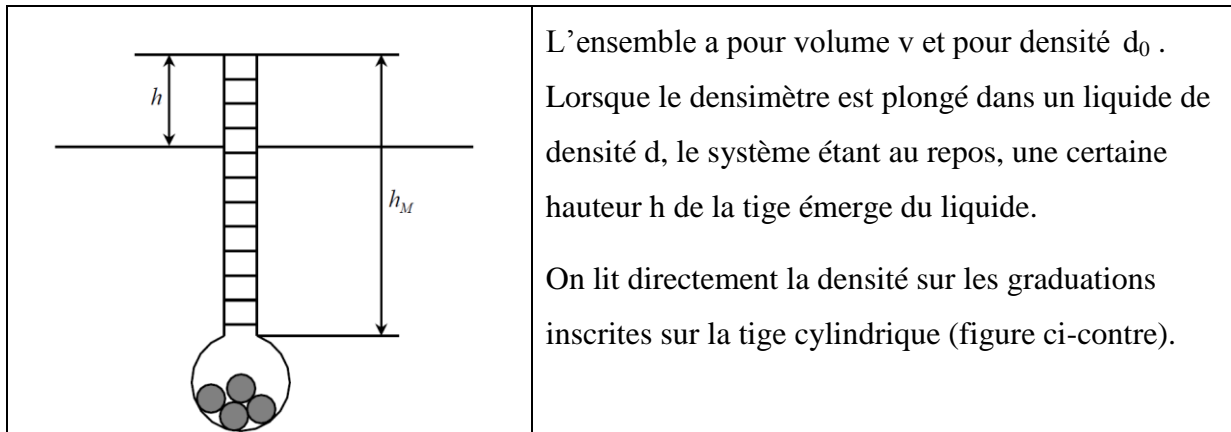 h
h_M
L’ensemble a pour volume v et pour densité d₀ .
Lorsque le densimètre est plongé dans un liquide de
densité d, le système étant au repos, une certaine
hauteur h de la tige émerge du liquide.
On lit directement la densité sur les graduations
inscrites sur la tige cylindrique (figure ci-contre).